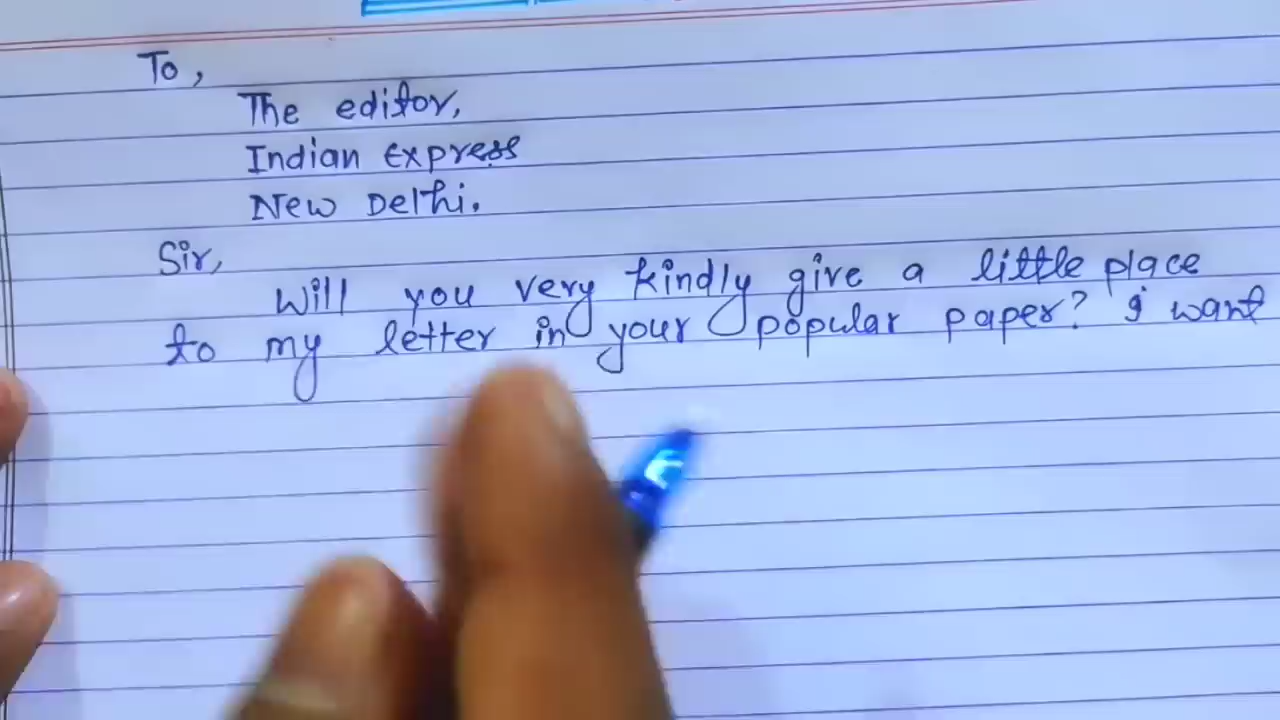 To,
The editor,
Indian Express
New Delhi.
Sir,
Will you very kindly give a little place
to my letter in your popular paper? I want